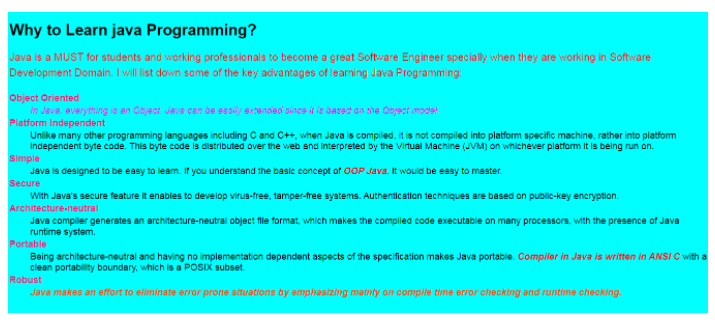 Why to Learn java Programming?
Java is a MUST for students and working professionals to become a great Software Engineer specially when they are working in Software
Development Domain. I will list down some of the key advantages of learning Java Programming:
Object Oriented
In Java, everything is an Object. Java can be easily extended since it is based on the Object model.
Platform Independent
Unlike many other programming languages including C and C++, when Java is compiled, it is not compiled into platform specific machine, rather into platform
independent byte code. This byte code is distributed over the web and interpreted by the Virtual Machine (JVM) on whichever platform it is being run on.
Simple
Java is designed to be easy to learn. If you understand the basic concept of OOP Java. It would be easy to master.
Secure
With Java's secure feature it enables to develop virus-free, tamper-free systems. Authentication techniques are based on public-key encryption.
Architecture-neutral
Java compiler generates an architecture-neutral object file format, which makes the compiled code executable on many processors, with the presence of Java
runtime system.
Portable
Being architecture-neutral and having no implementation dependent aspects of the specification makes Java portable. Compiler in Java is written in ANSI C with a
clean portability boundary, which is a POSIX subset.
Robust
Java makes an effort to eliminate error prone situations by emphasizing mainly on compile time error checking and runtime checking.